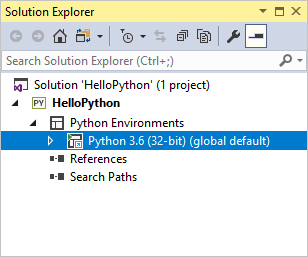 Solution Explorer
Search Solution Explorer (Ctrl+;)
Solution 'HelloPython' (1 project)
PY HelloPython
Python Environments
Python 3.6 (32-bit) (global default)
References
Search Paths